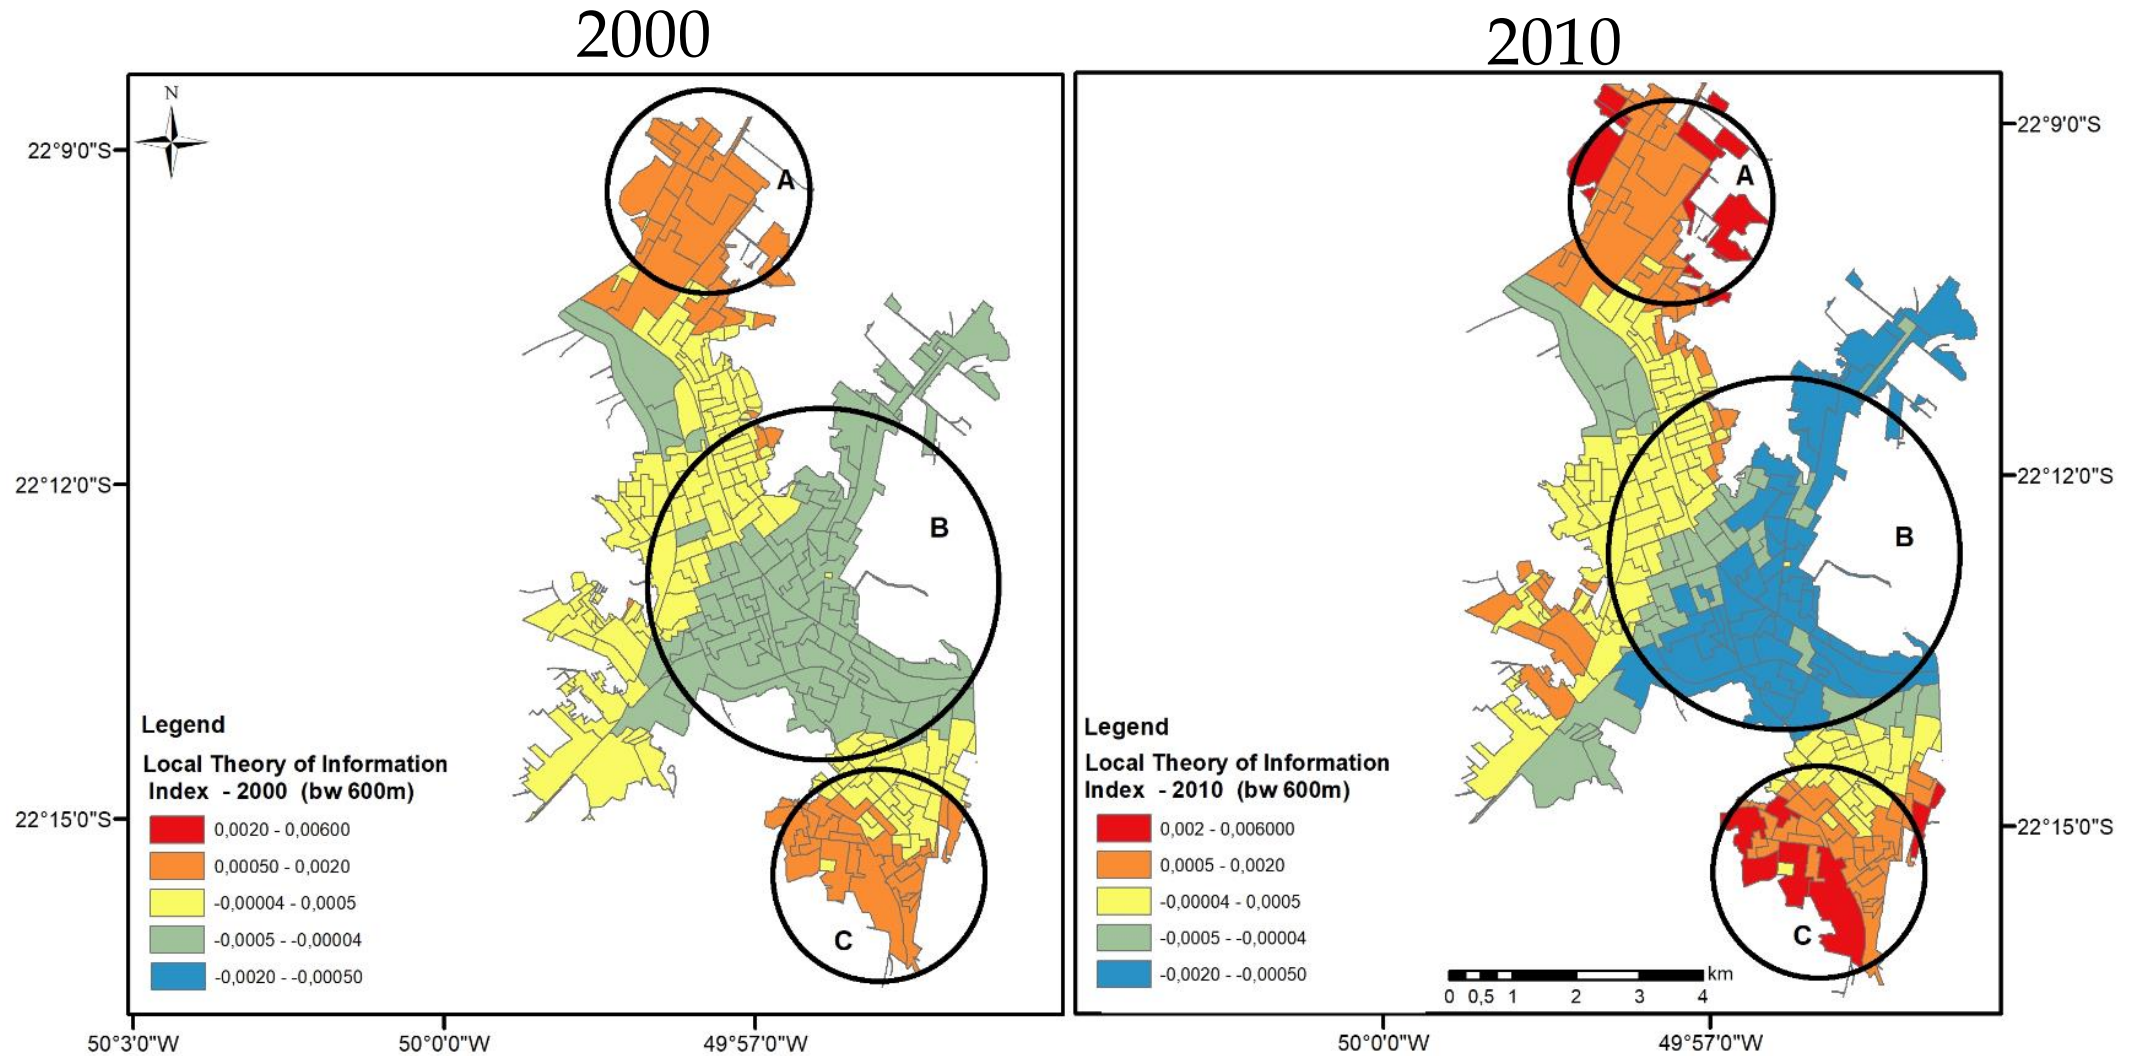 2000
2010
N
22°9'0"S
22°12'0"S
22°15'0"S
A
B
C
Legend
Local Theory of Information
Index - 2000 (bw 600m)
0,0020 - 0,00600
0,00050 - 0,0020
-0,00004 - 0,0005
-0,0005 - -0,00004
-0,0020 - -0,00050
50°3'0"W
50°0'0"W
49°57'0"W
A
B
C
Legend
Local Theory of Information
Index - 2010 (bw 600m)
0,002 - 0,006000
0,0005 - 0,0020
-0,00004 - 0,0005
-0,0005 - -0,00004
-0,0020 - -0,00050
km
0 0,5 1 2 3 4
22°9'0"S
22°12'0"S
22°15'0"S
50°0'0"W
49°57'0"W